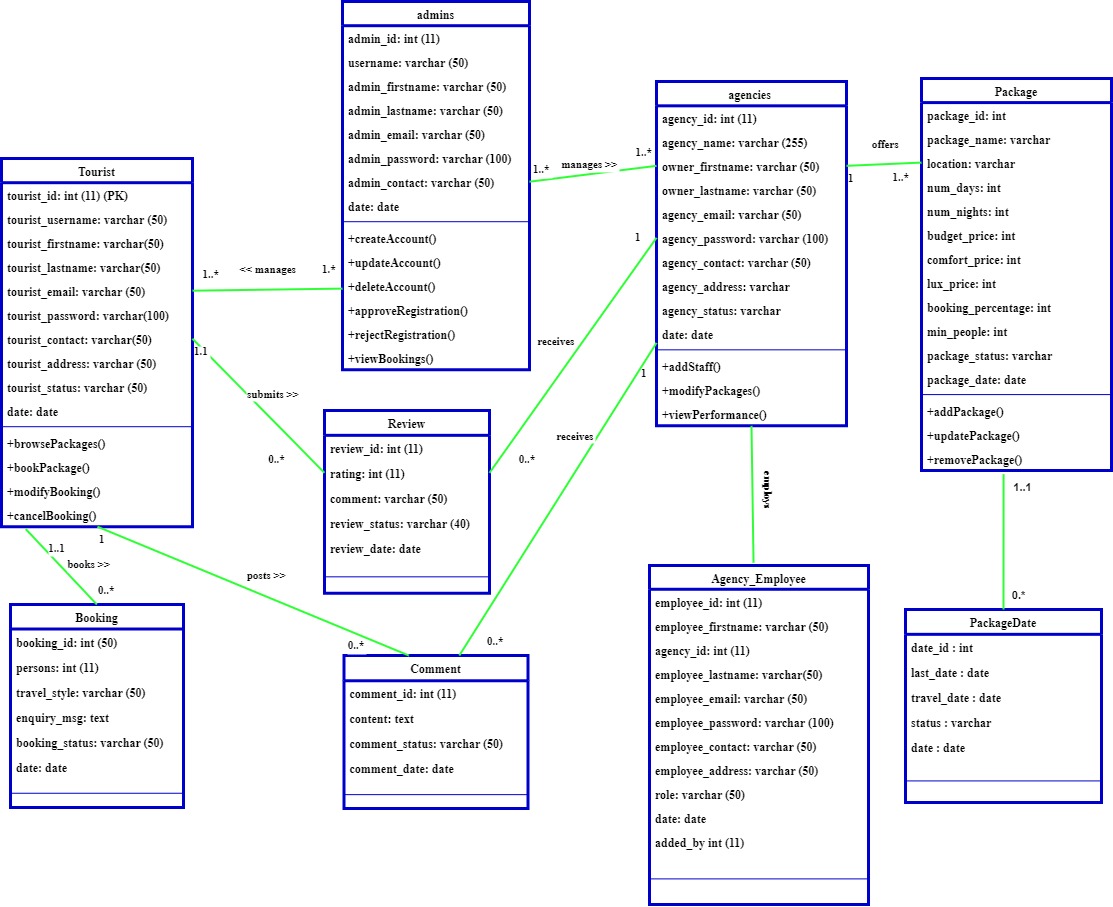 admins
admin_id: int (11)
username: varchar (50)
admin_firstname: varchar (50)
admin_lastname: varchar (50)
admin_email: varchar (50)
admin_password: varchar (100)
admin_contact: varchar (50)
date: date
+createAccount()
+updateAccount()
+deleteAccount()
+approveRegistration()
+rejectRegistration()
+viewBookings()
agencies
agency_id: int (11)
agency_name: varchar (255)
owner_firstname: varchar (50)
owner_lastname: varchar (50)
agency_email: varchar (50)
agency_password: varchar (100)
agency_contact: varchar (50)
agency_address: varchar
agency_status: varchar
date: date
+addStaff()
+modifyPackages()
+viewPerformance()
Package
package_id: int
package_name: varchar
location: varchar
num_days: int
num_nights: int
budget_price: int
comfort_price: int
lux_price: int
booking_percentage: int
min_people: int
package_status: varchar
package_date: date
+addPackage()
+updatePackage()
+removePackage()
Tourist
tourist_id: int (11) (PK)
tourist_username: varchar (50)
tourist_firstname: varchar(50)
tourist_lastname: varchar(50)
tourist_email: varchar (50)
tourist_password: varchar(100)
tourist_contact: varchar(50)
tourist_address: varchar (50)
tourist_status: varchar (50)
date: date
+browsePackages()
+bookPackage()
+modifyBooking()
+cancelBooking()
1..*
<< manages
1.*
1..*
manages >>
1..*
offers
1
1..*
1.1
submits >>
0..*
1
receives
0..*
1
receives
0..*
Review
review_id: int (11)
rating: int (11)
comment: varchar (50)
review_status: varchar (40)
review_date: date
employs
1..1
0.*
1..1
books >>
0..*
1
posts >>
0..*
Booking
booking_id: int (50)
persons: int (11)
travel_style: varchar (50)
enquiry_msg: text
booking_status: varchar (50)
date: date
Comment
comment_id: int (11)
content: text
comment_status: varchar (50)
comment_date: date
Agency_Employee
employee_id: int (11)
employee_firstname: varchar (50)
agency_id: int (11)
employee_lastname: varchar(50)
employee_email: varchar (50)
employee_password: varchar (100)
employee_contact: varchar (50)
employee_address: varchar (50)
role: varchar (50)
date: date
added_by int (11)
PackageDate
date_id : int
last_date : date
travel_date : date
status : varchar
date : date